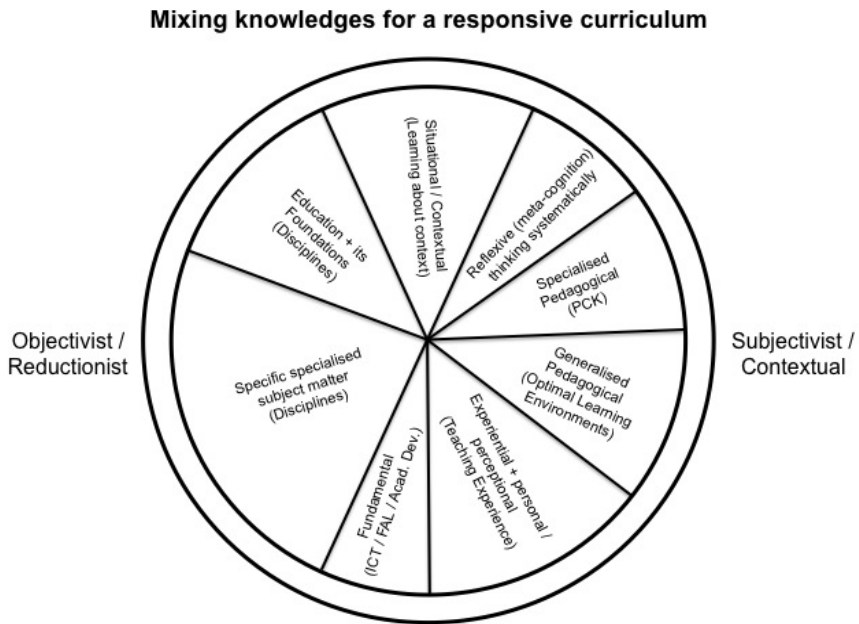 Mixing knowledges for a responsive curriculum
Objectivist /
Reductionist
Education + its
Foundations
(Disciplines)
Situational / Contextual
(Learning about context)
Reflexive (meta-cognition)
thinking systematically
Specialised
Pedagogical
(PCK)
Generalised
Pedagogical
(Optimal Learning
Environments)
Experiential + personal /
perceptional
(Teaching Experience)
Fundamental
(ICT / FAL / Acad. Dev.)
Specific specialised
subject matter
(Disciplines)
Subjectivist /
Contextual